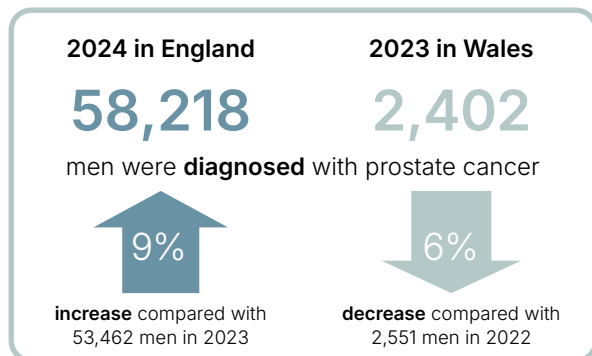 2024 in England
2023 in Wales
58,218
2,402
men were diagnosed with prostate cancer
9%
6%
increase compared with
53,462 men in 2023
decrease compared with
2,551 men in 2022